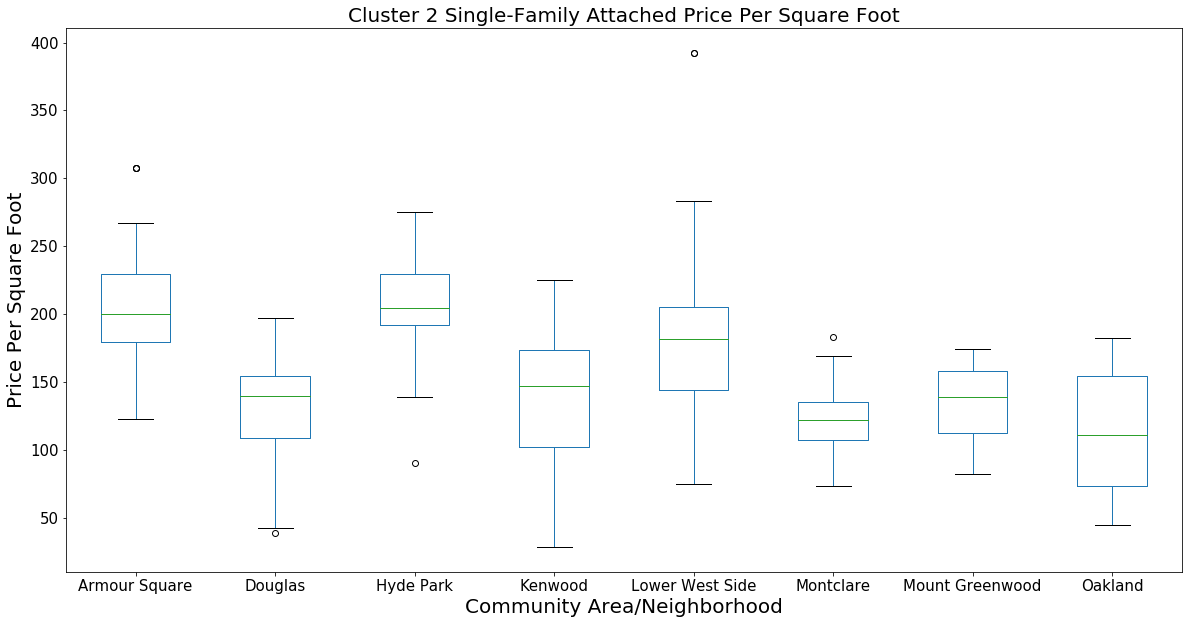 Cluster 2 Single-Family Attached Price Per Square Foot
400
350
300
250
200
150
100
50
Price Per Square Foot
Armour Square Douglas Hyde Park Kenwood Lower West Side Montclare Mount Greenwood Oakland
Community Area/Neighborhood